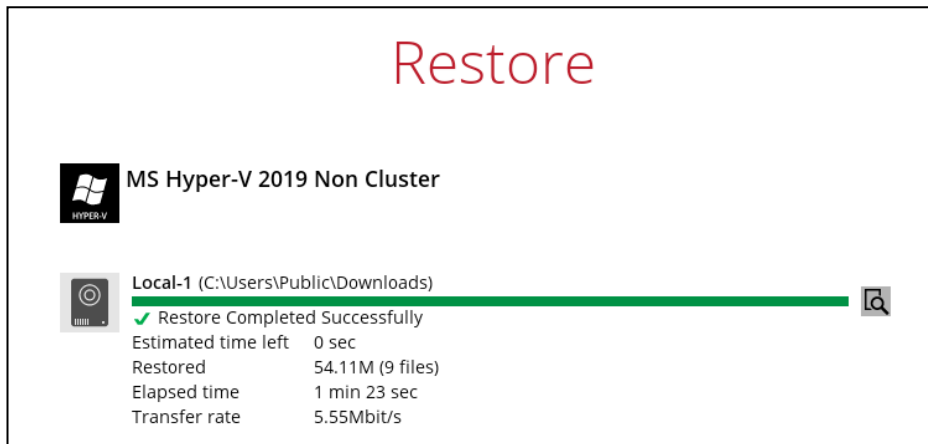 Restore
HYPER-V
MS Hyper-V 2019 Non Cluster
Local-1 (C:\Users\Public\Downloads)
Restore Completed Successfully
Estimated time left 0 sec
Restored 54.11M (9 files)
Elapsed time 1 min 23 sec
Transfer rate 5.55Mbit/s